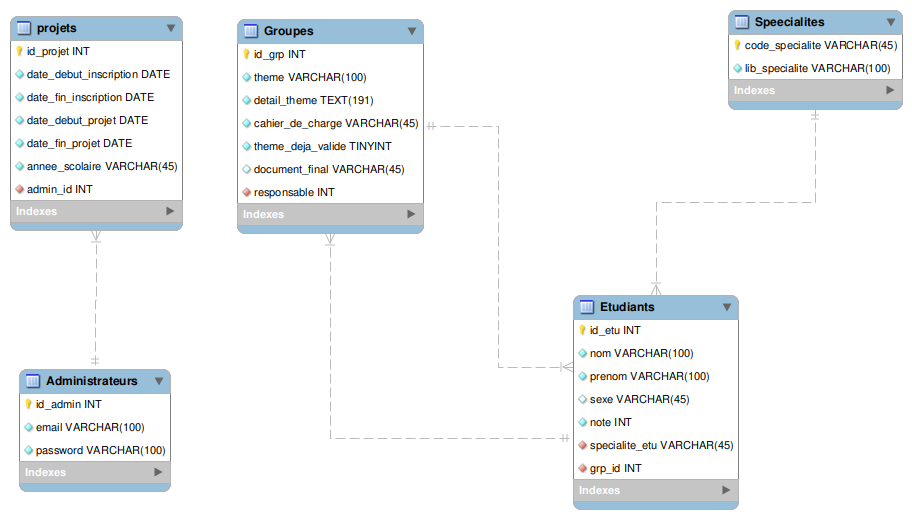 projets
id_projet INT
date_debut_inscription DATE
date_fin_inscription DATE
date_debut_projet DATE
date_fin_projet DATE
annee_scolaire VARCHAR(45)
admin_id INT
Indexes
Groupes
id_grp INT
theme VARCHAR(100)
detail_theme TEXT(191)
cahier_de_charge VARCHAR(45)
theme_deja_valide TINYINT
document_final VARCHAR(45)
responsable INT
Indexes
Speecialites
code_specialite VARCHAR(45)
lib_specialite VARCHAR(100)
Indexes
Administrateurs
id_admin INT
email VARCHAR(100)
password VARCHAR(100)
Indexes
Etudiants
id_etu INT
nom VARCHAR(100)
prenom VARCHAR(100)
sexe VARCHAR(45)
note INT
specialite_etu VARCHAR(45)
grp_id INT
Indexes